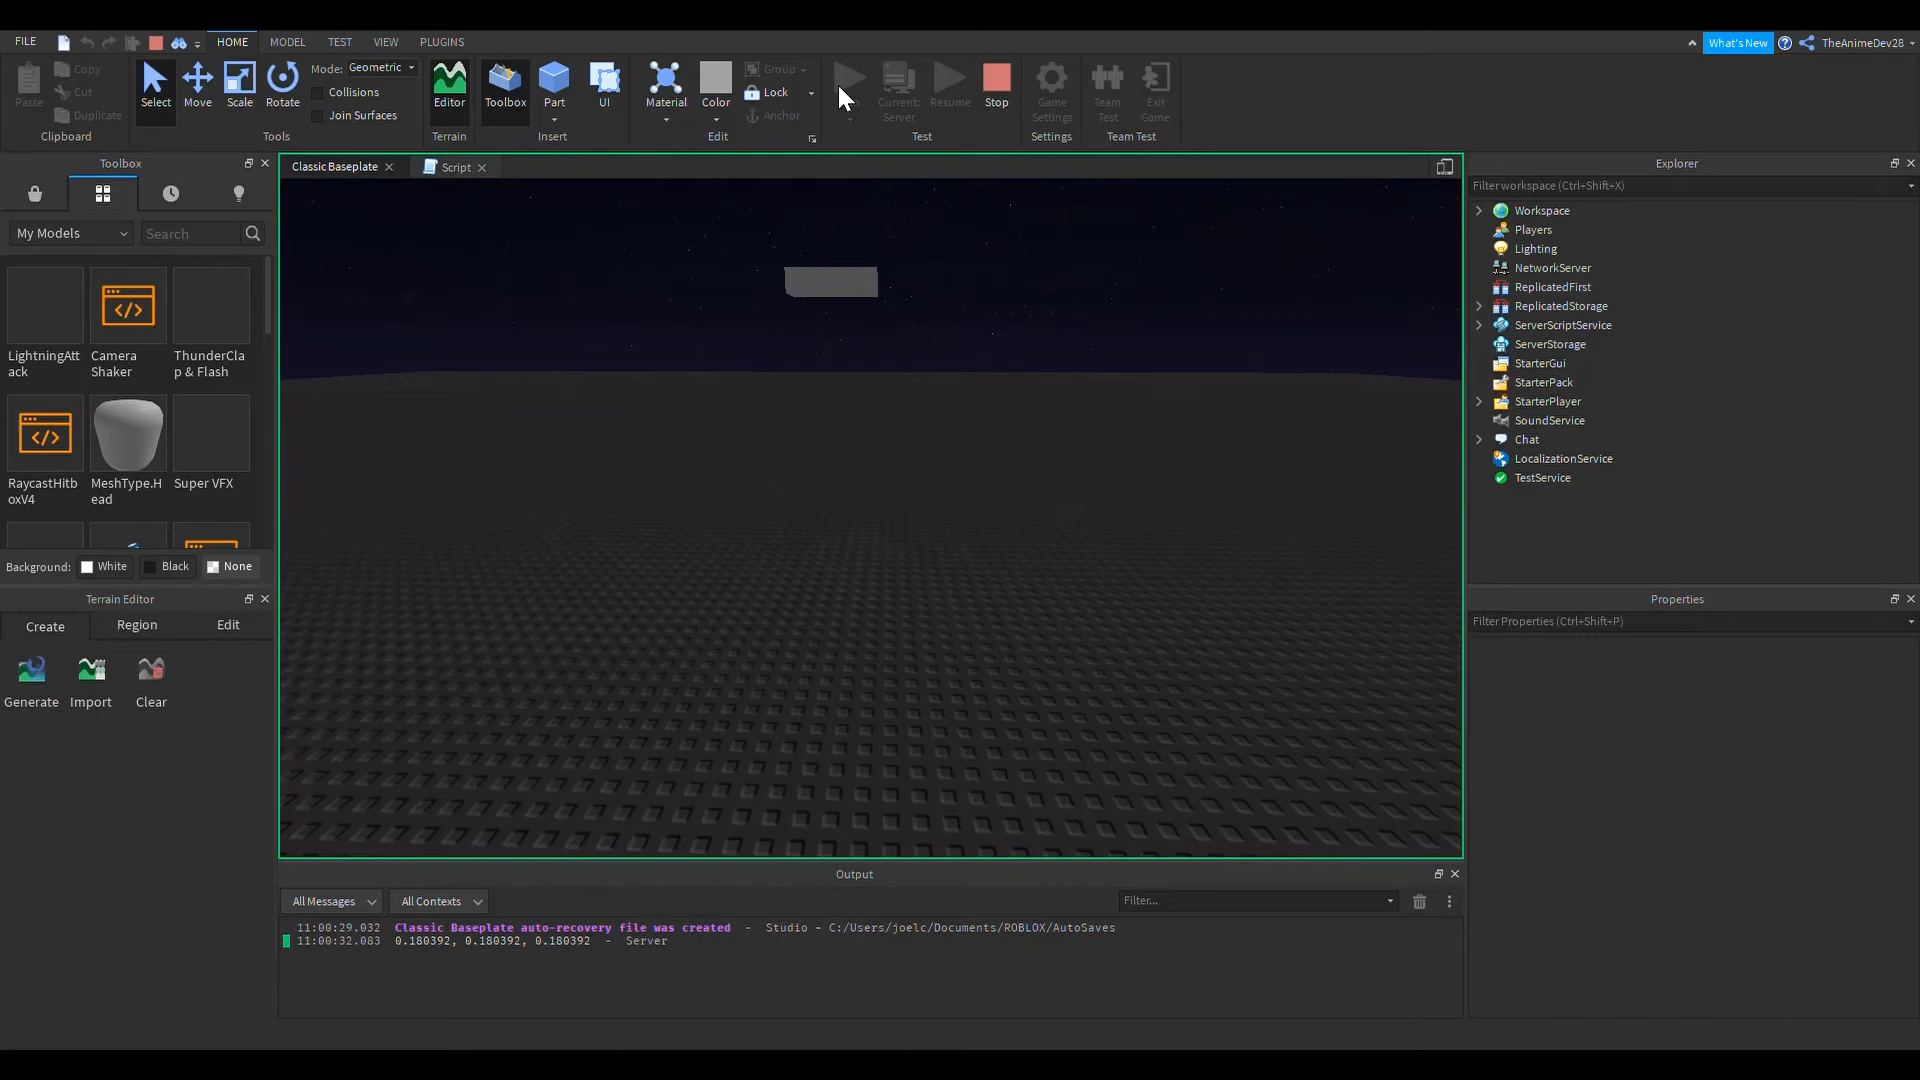 FILE HOME MODEL TEST VIEW PLUGINS What's New TheAnimeDev28
Paste Copy Cut Duplicate
Clipboard
Select Move Scale Rotate
Mode: Geometric
Collisions
Join Surfaces
Tools
Editor
Terrain
Toolbox Part UI
Insert
Material Color Group Lock Anchor
Edit
Current: Server Resume Stop
Test
Game Settings
Settings
Team Test Exit Game
Team Test
Toolbox
My Models Search
LightningAtt
ack
Camera
Shaker
ThunderCla
p & Flash
RaycastHitb
oxV4
MeshType.H
ead
Super VFX
Background: White Black None
Terrain Editor
Create Region Edit
Generate Import Clear
Classic Baseplate Script
Output
All Messages All Contexts Filter...
11:00:29.032 Classic Baseplate auto-recovery file was created - Studio - C:/Users/joelc/Documents/ROBLOX/AutoSaves
11:00:32.083 0.180392, 0.180392, 0.180392 - Server
Explorer
Filter workspace (Ctrl+Shift+X)
Workspace
Players
Lighting
NetworkServer
ReplicatedFirst
ReplicatedStorage
ServerScriptService
ServerStorage
StarterGui
StarterPack
StarterPlayer
SoundService
Chat
LocalizationService
TestService
Properties
Filter Properties (Ctrl+Shift+P)